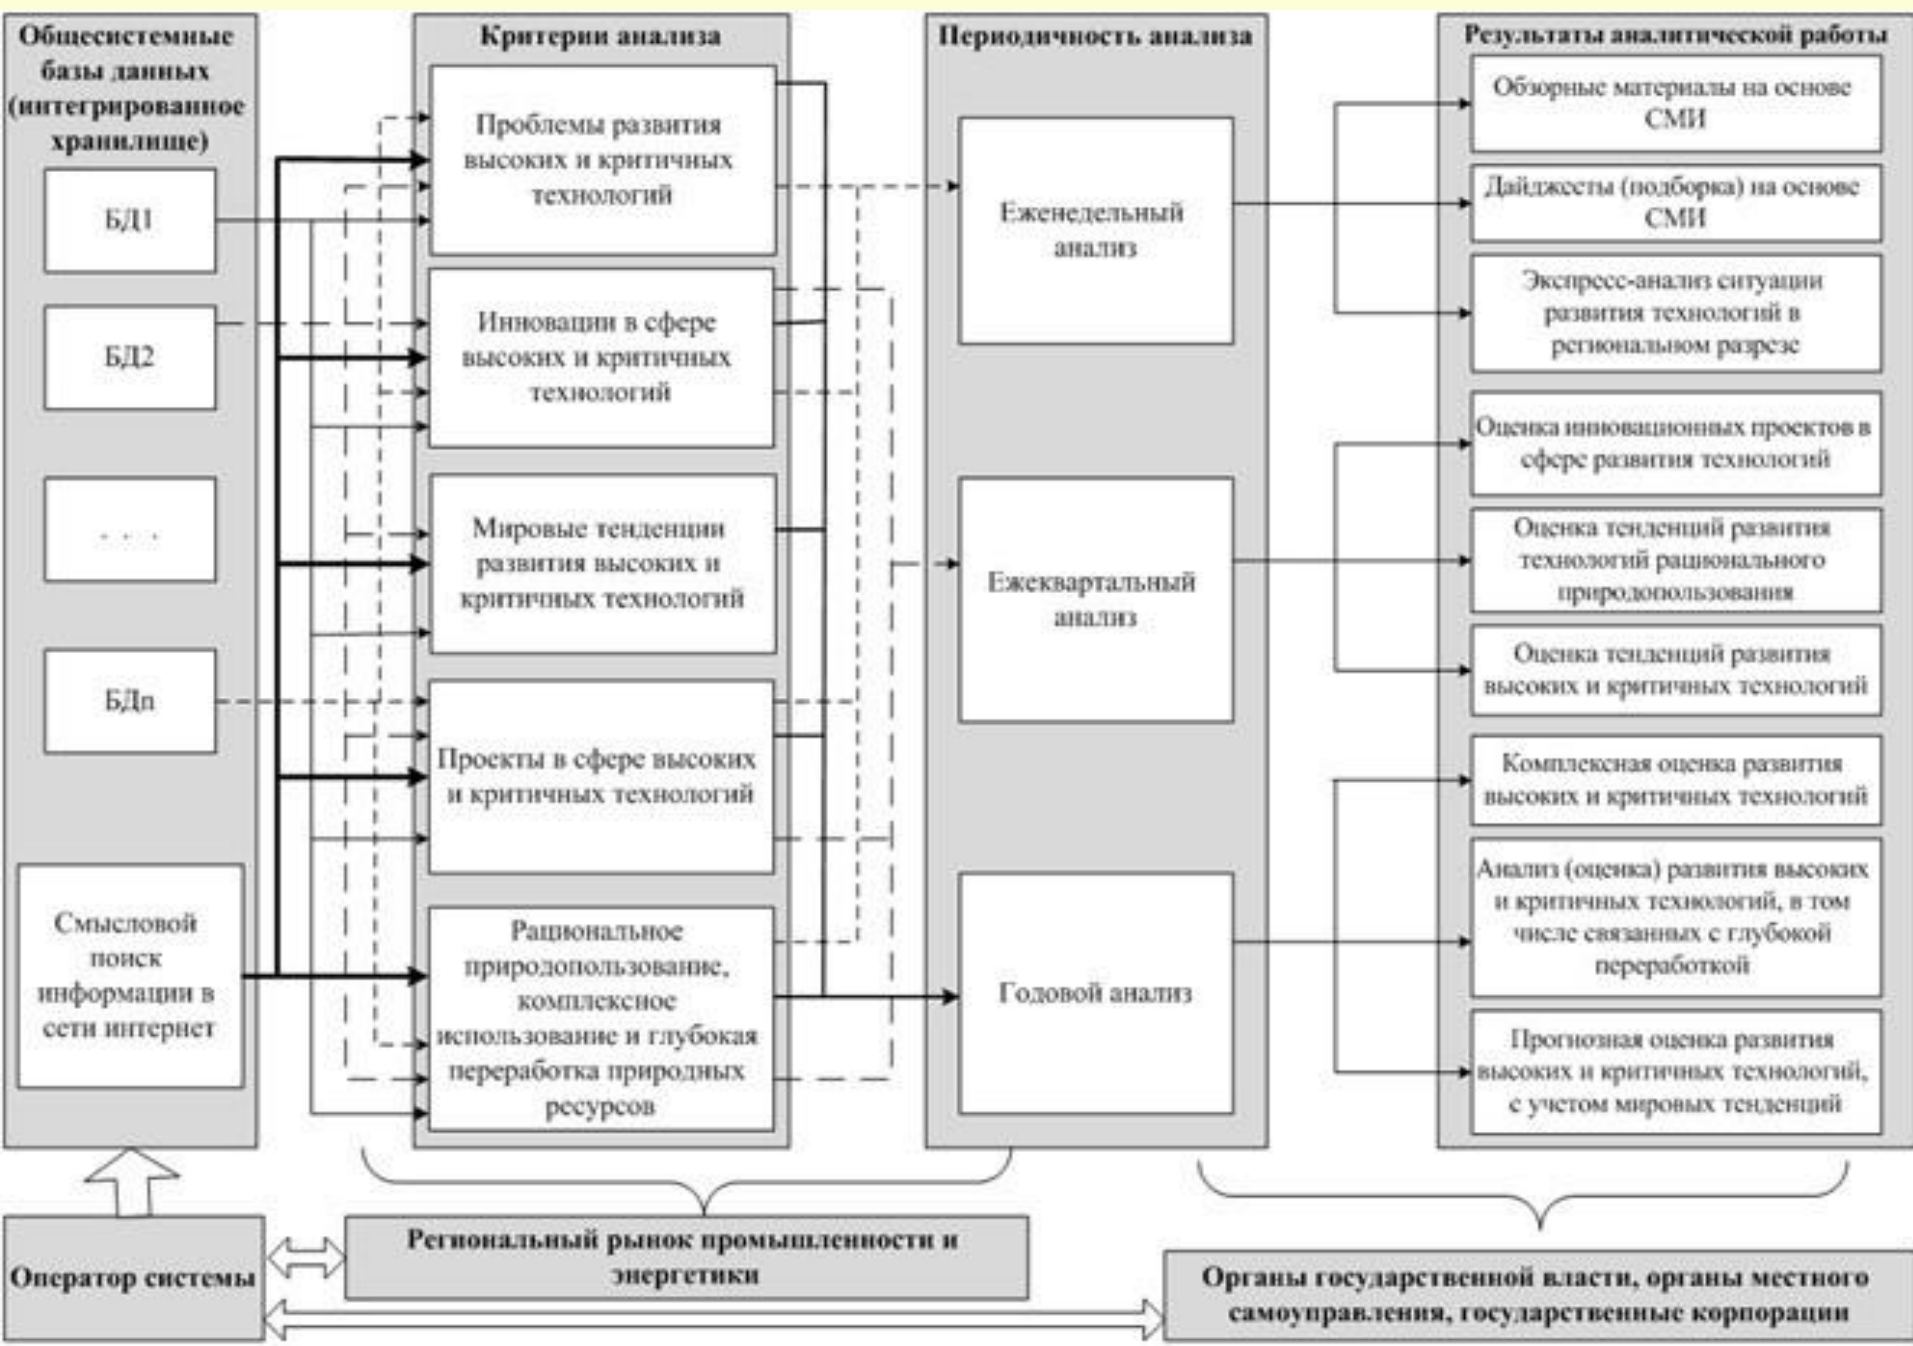 Общесистемные
базы данных
(интегрированное
хранилище)
БД1
БД2
. . .
БДn
Смысловой
поиск
информации в
сети интернет
Критерии анализа
Проблемы развития
высоких и критичных
технологий
Инновации в сфере
высоких и критичных
технологий
Мировые тенденции
развития высоких и
критичных технологий
Проекты в сфере высоких
и критичных технологий
Рациональное
природопользование,
комплексное
использование и глубокая
переработка природных
ресурсов
Периодичность анализа
Еженедельный
анализ
Ежеквартальный
анализ
Годовой анализ
Результаты аналитической работы
Обзорные материалы на основе
СМИ
Дайджесты (подборка) на основе
СМИ
Экспресс-анализ ситуации
развития технологий в
региональном разрезе
Оценка инновационных проектов в
сфере развития технологий
Оценка тенденций развития
технологий рационального
природопользования
Оценка тенденций развития
высоких и критичных технологий
Комплексная оценка развития
высоких и критичных технологий
Анализ (оценка) развития высоких
и критичных технологий, в том
числе связанных с глубокой
переработкой
Прогнозная оценка развития
высоких и критичных технологий,
с учетом мировых тенденций
Оператор системы
Региональный рынок промышленности и
энергетики
Органы государственной власти, органы местного
самоуправления, государственные корпорации